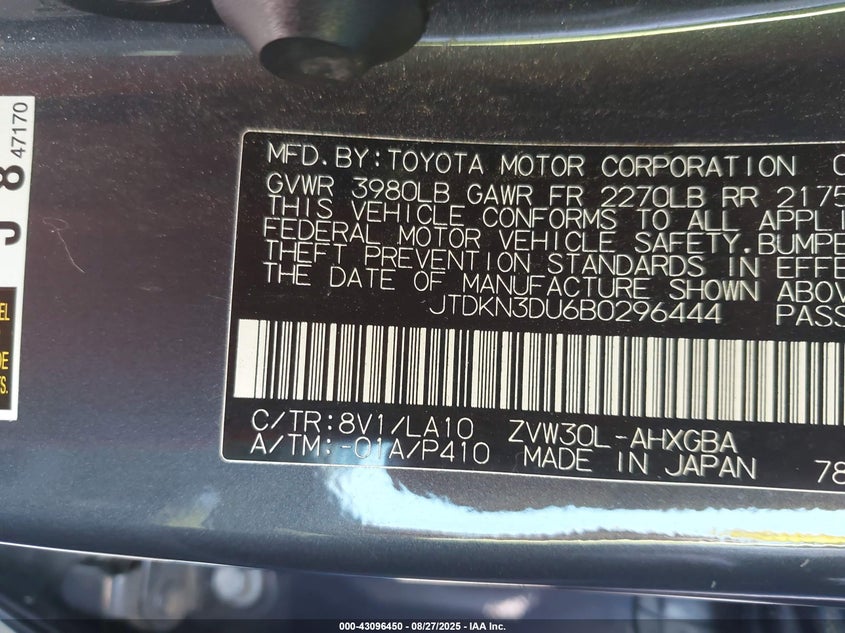 47170
J 8
MFD.BY:TOYOTA MOTOR CORPORATION
GVWR 3980LB GAWR FR 2270LB RR 2175
THIS VEHICLE CONFORMS TO ALL APPLI
FEDERAL MOTOR VEHICLE SAFETY.BUMPE
THEFT PREVENTION STANDARDS IN EFFE
THE DATE OF MANUFACTURE SHOWN ABOV
JTDKN3DU6B0296444 PASS
C/TR:8V1/LA10 ZVW30L-AHXGBA
A/TM:-01A/P410 MADE IN JAPAN 78
EL
DE
S.
000-43096450 - 08/27/2025 - IAA Inc.